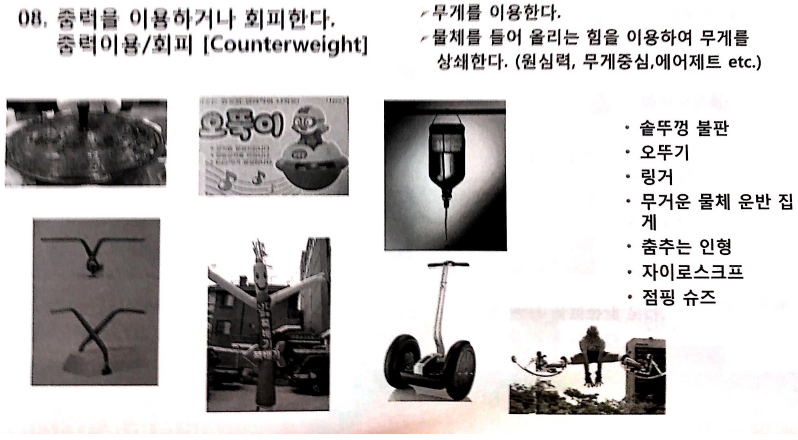 08. 중력을 이용하거나 회피한다.
중력이용/회피 [Counterweight]
무게를 이용한다.
물체를 들어 올리는 힘을 이용하여 무게를
상쇄한다. (원심력, 무게중심,에어제트 etc.)
오뚝이
• 솥뚜껑 불판
• 오뚜기
• 링거
• 무거운 물체 운반 집
게
• 춤추는 인형
• 자이로스크프
• 점핑 슈즈